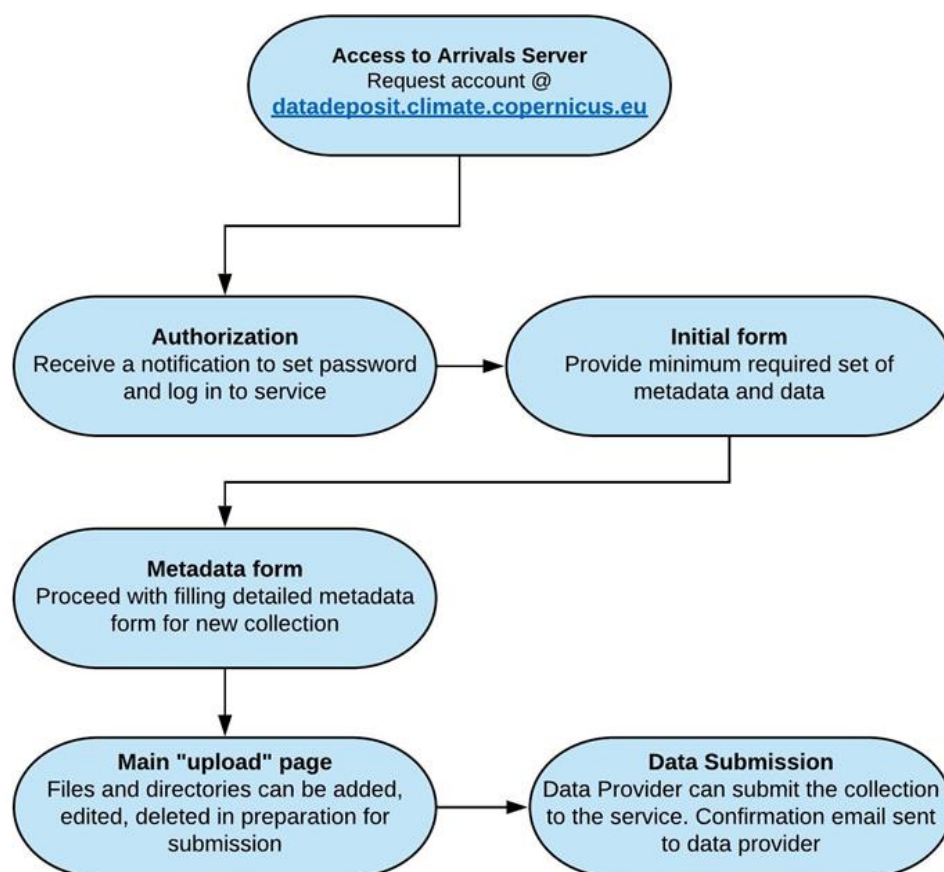 Access to Arrivals Server
Request account @
datadeposit.climate.copernicus.eu
Authorization
Receive a notification to set password
and log in to service
Initial form
Provide minimum required set of
metadata and data
Metadata form
Proceed with filling detailed metadata
form for new collection
Main "upload" page
Files and directories can be added,
edited, deleted in preparation for
submission
Data Submission
Data Provider can submit the collection
to the service. Confirmation email sent
to data provider